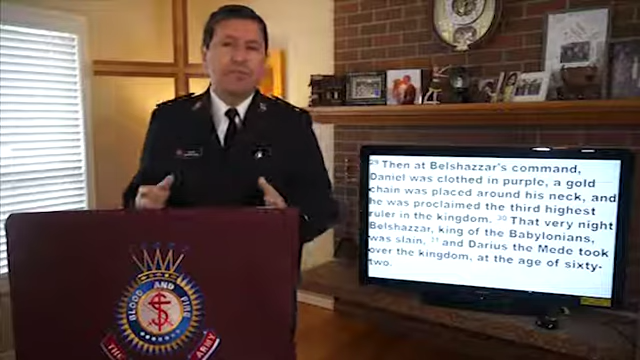 29 Then at Belshazzar's command,
Daniel was clothed in purple, a gold
chain was placed around his neck, and
he was proclaimed the third highest
ruler in the kingdom. 30 That very night
Belshazzar, king of the Babylonians,
was slain, 31 and Darius the Mede took
over the kingdom, at the age of sixty-
two.
BLOOD AND FIRE
ARMY